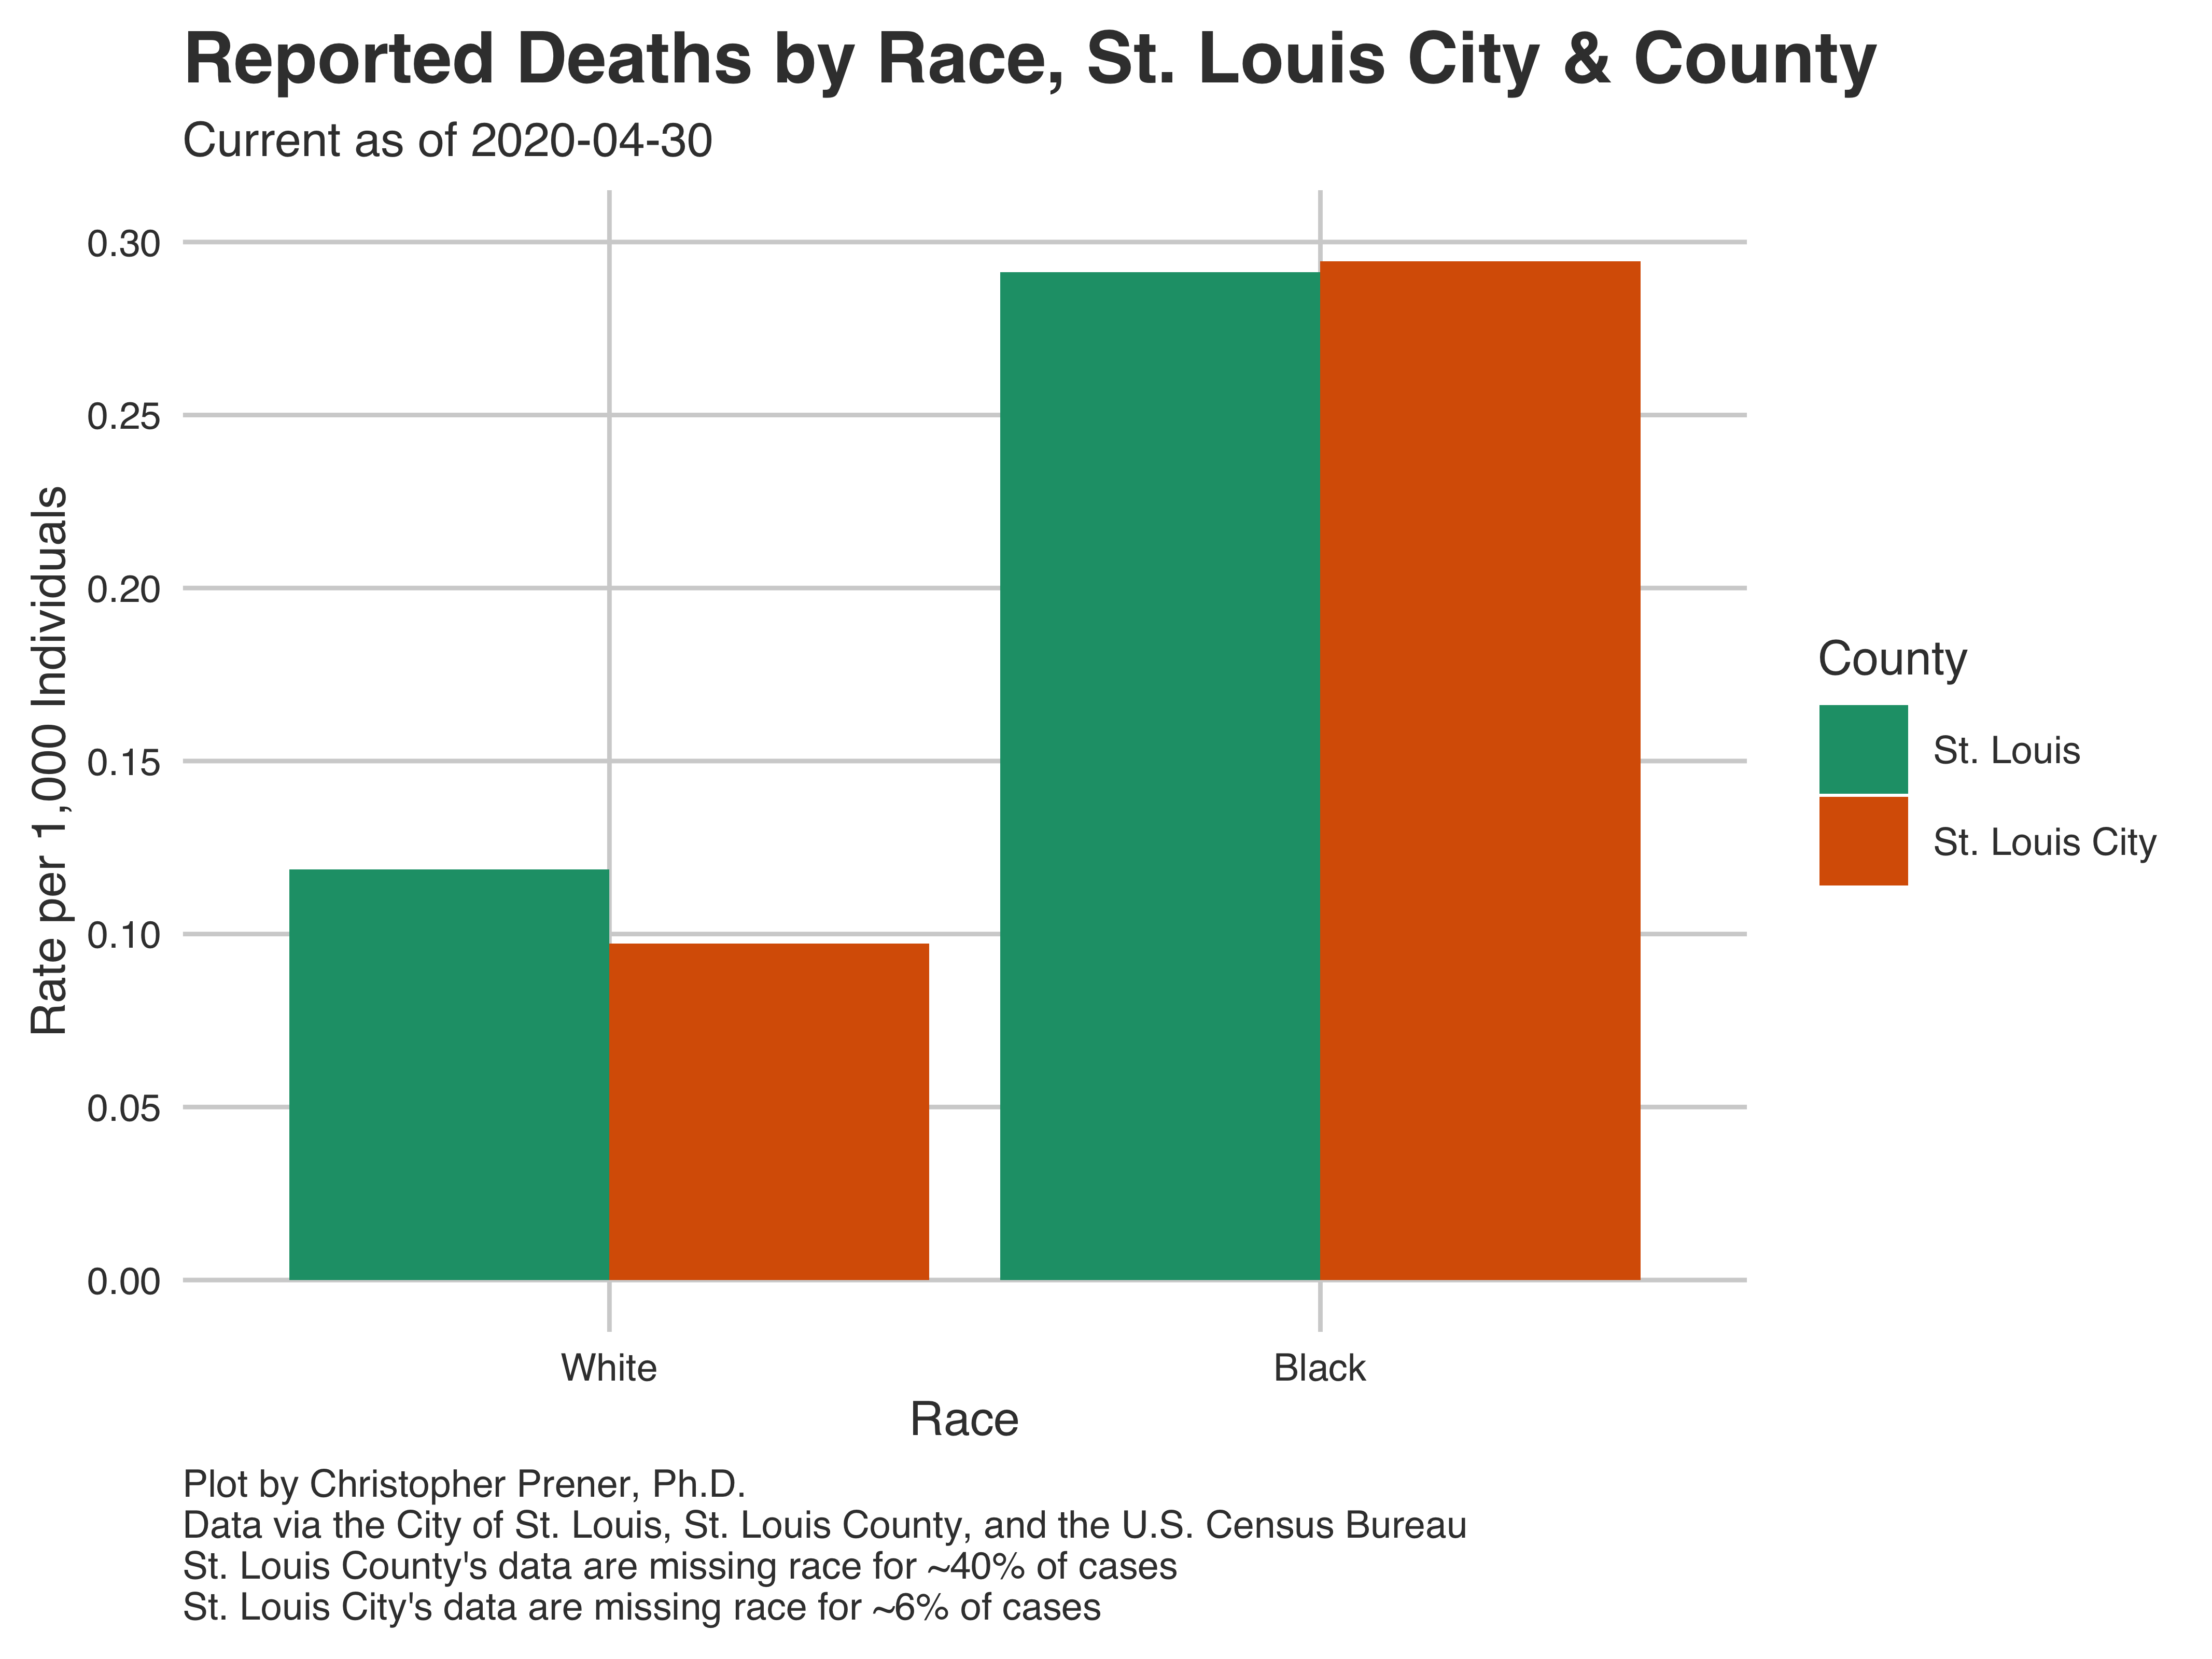 Reported Deaths by Race, St. Louis City & County
Current as of 2020-04-30
Rate per 1,000 Individuals
0.30
0.25
0.20
0.15
0.10
0.05
0.00
White
Black
Race
County
St. Louis
St. Louis City
Plot by Christopher Prener, Ph.D.
Data via the City of St. Louis, St. Louis County, and the U.S. Census Bureau
St. Louis County's data are missing race for ~40% of cases
St. Louis City's data are missing race for ~6% of cases